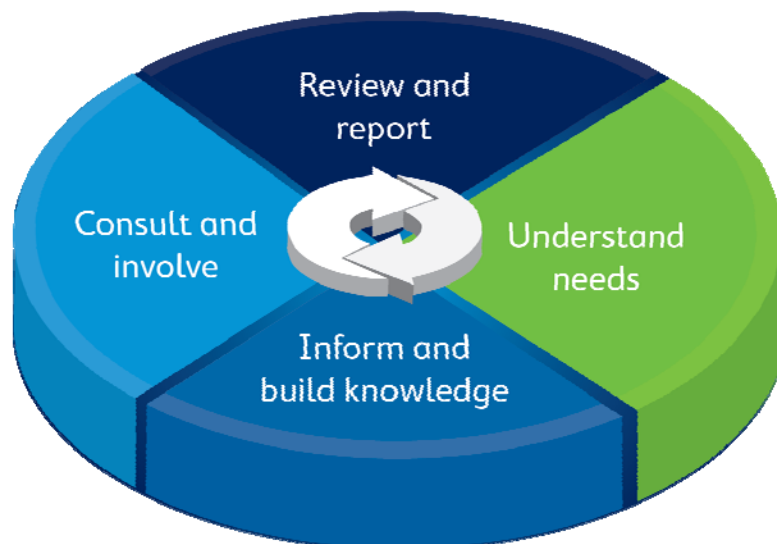 Review and
report
Understand
needs
Inform and
build knowledge
Consult and
involve